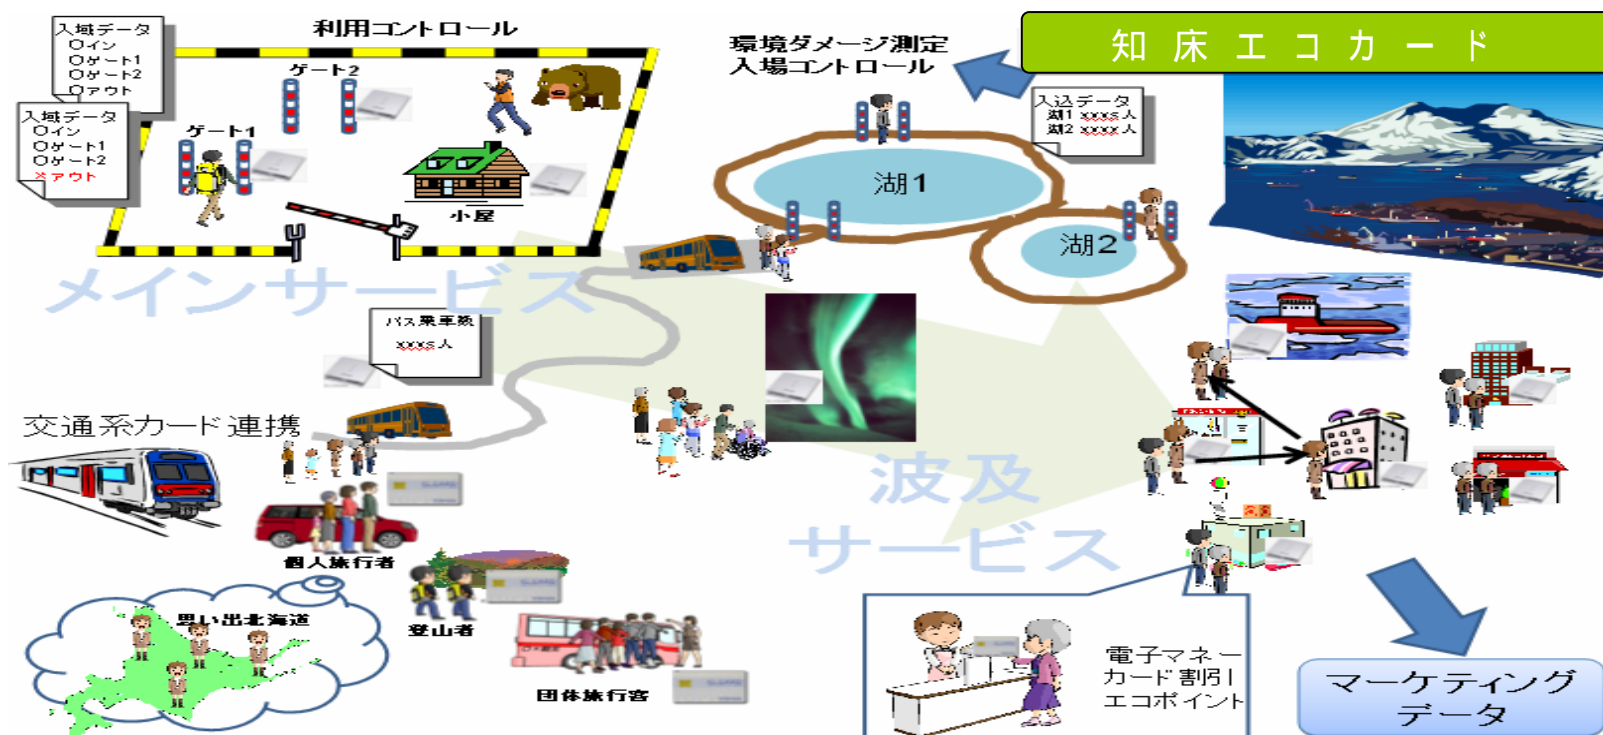 知床エコカード
利用コントロール
入域データ
〇イン
〇ゲート1
〇ゲート2
〇アウト
入域データ
〇イン
〇ゲート1
〇ゲート2
×アウト
ゲート2
ゲート1
小屋
環境ダメージ測定
入場コントロール
入込データ
湖1 xxxs人
湖2 xxxx人
湖1
湖2
メインサービス
バス乗車数
xxxs人
交通系カード連携
個人旅行者
登山者
団体旅行客
思い出北海道
波及
サービス
電子マネー
カード割引
エコポイント
マーケティング
データ